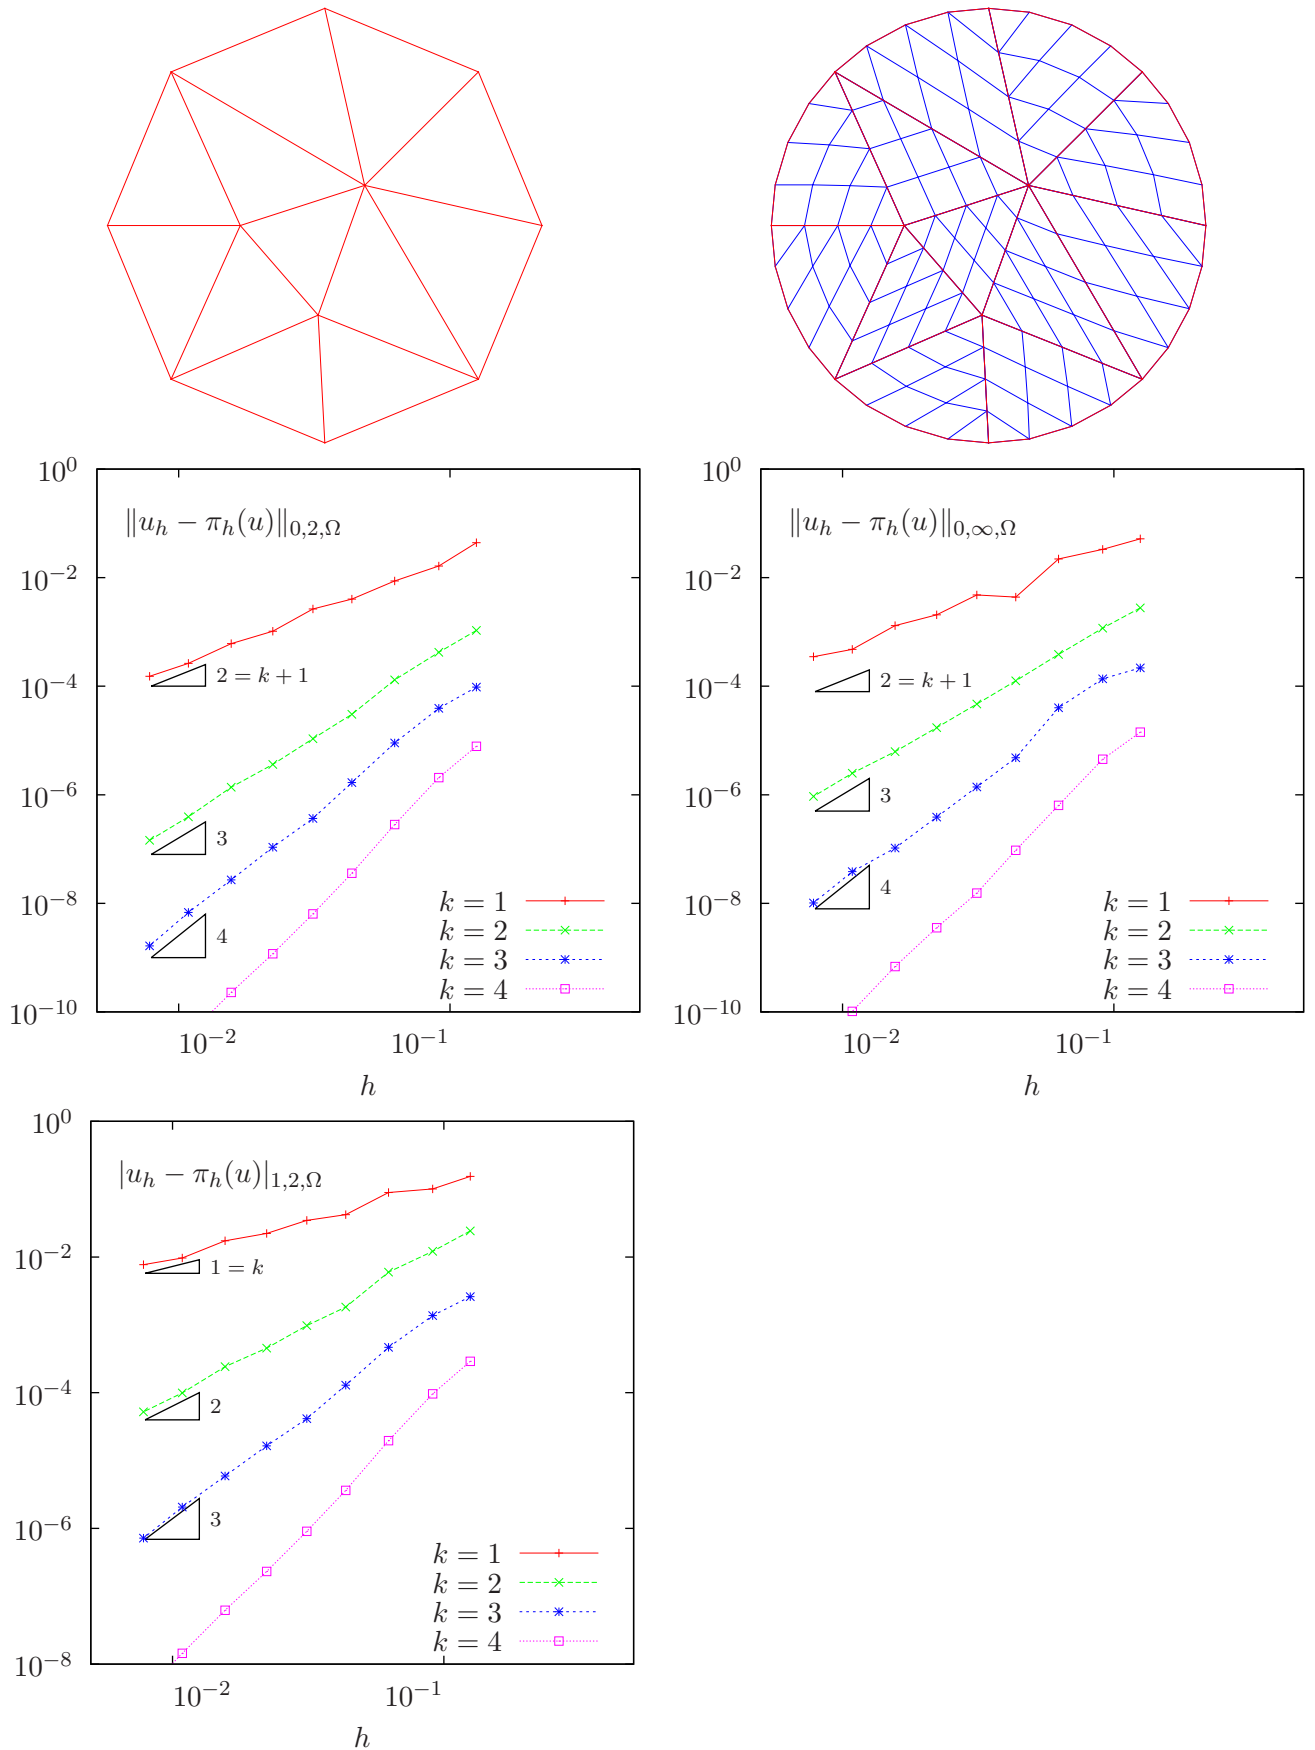 10^0
10^−2
10^−4
10^−6
10^−8
10^−10
‖u_h − π_h(u)‖_{0,2,Ω}
2 = k + 1
3
4
k = 1
k = 2
k = 3
k = 4
10^−2 10^−1
h
10^0
10^−2
10^−4
10^−6
10^−8
10^−10
‖u_h − π_h(u)‖_{0,∞,Ω}
2 = k + 1
3
4
k = 1
k = 2
k = 3
k = 4
10^−2 10^−1
h
10^0
10^−2
10^−4
10^−6
10^−8
|u_h − π_h(u)|_{1,2,Ω}
1 = k
2
3
k = 1
k = 2
k = 3
k = 4
10^−2 10^−1
h